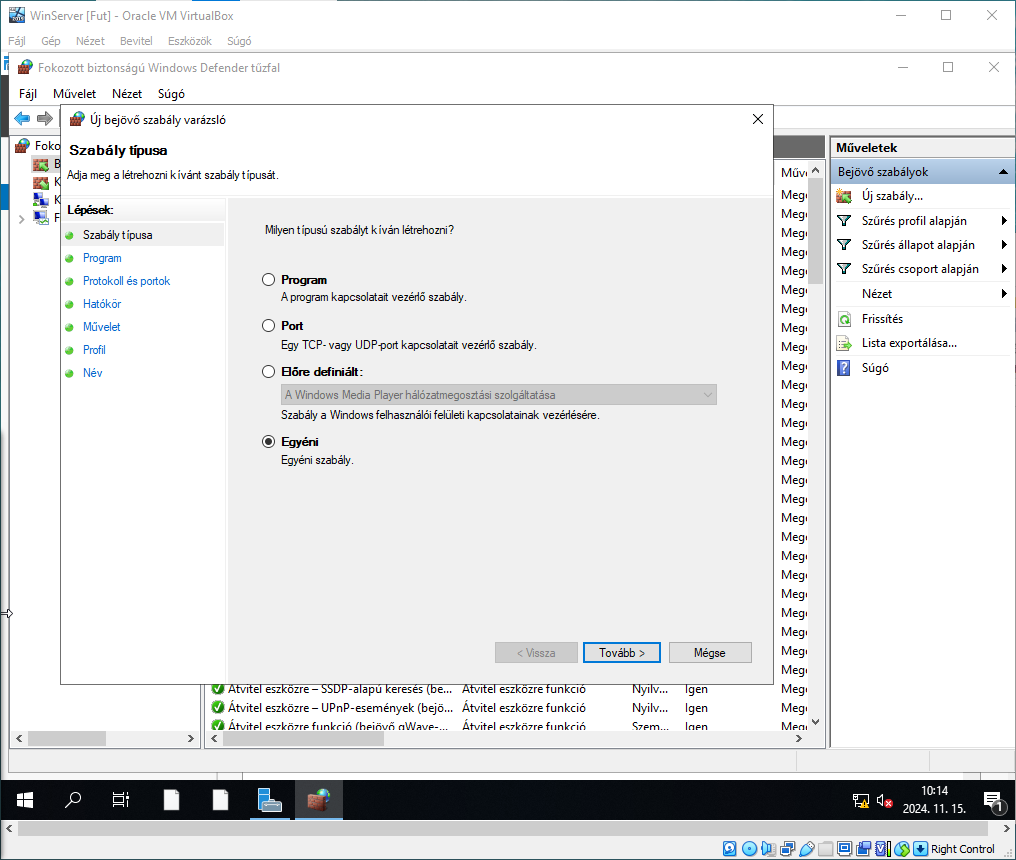 WinServer [Fut] - Oracle VM VirtualBox
Fájl Gép Nézet Bevitel Eszközök Súgó
Fokozott biztonságú Windows Defender tűzfal
Fájl Művelet Nézet Súgó
Új bejövő szabály varázsló
Szabály típusa
Adja meg a létrehozni kívánt szabály típusát.
Lépések:
Szabály típusa
Program
Protokoll és portok
Hatókör
Művelet
Profil
Név
Milyen típusú szabályt kíván létrehozni?
Program
A program kapcsolatait vezérlő szabály.
Port
Egy TCP- vagy UDP-port kapcsolatait vezérlő szabály.
Előre definiált:
A Windows Media Player hálózatmegosztási szolgáltatása
Szabály a Windows felhasználói felületi kapcsolatainak vezérlésére.
Egyéni
Egyéni szabály.
< Vissza Tovább > Mégse
Műveletek
Bejövő szabályok
Új szabály...
Szűrés profil alapján
Szűrés állapot alapján
Szűrés csoport alapján
Nézet
Frissítés
Lista exportálása...
Súgó
Átvitel eszközre – SSDP-alapú keresés (be... Átvitel eszközre funkció Nyilv... Igen
Átvitel eszközre – UPnP-események (bejö... Átvitel eszközre funkció Nyilv... Igen
Átvitel eszközre funkció (bejövő qWave-... Átvitel eszközre funkció Szem... Igen
10:14
2024. 11. 15.
1
Right Control